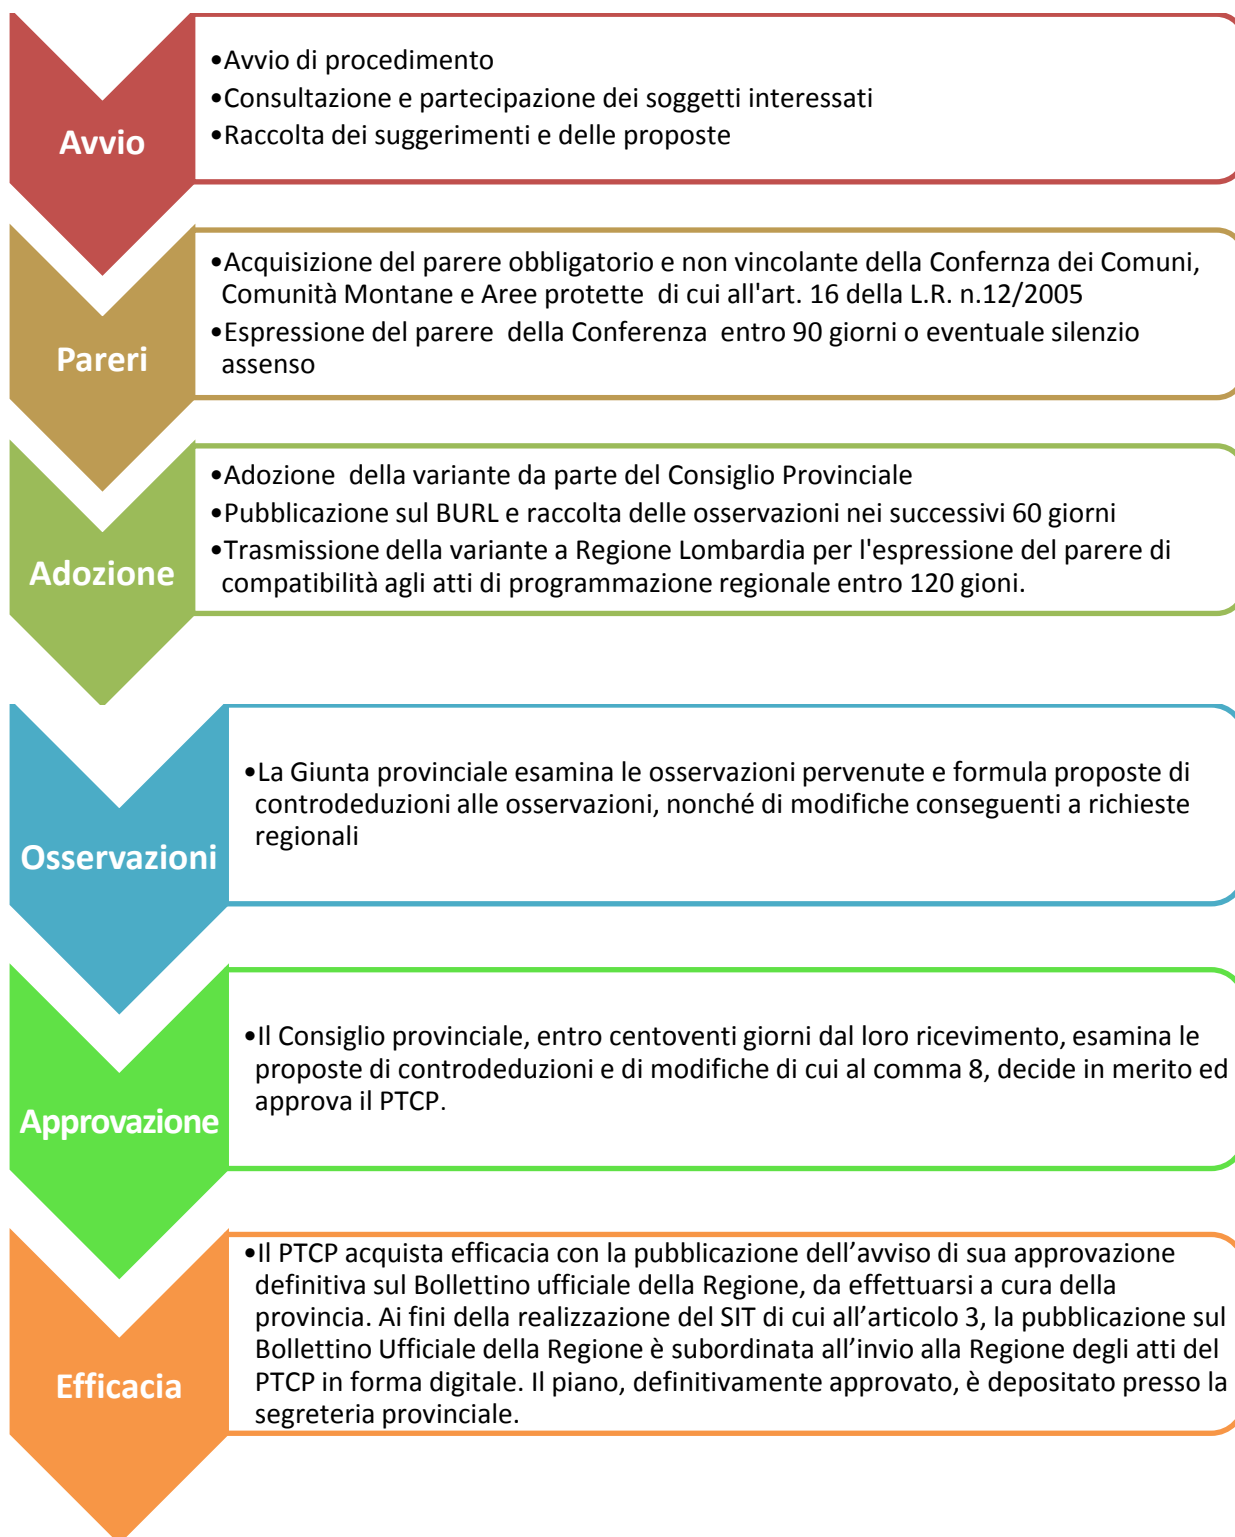 Avvio
•Avvio di procedimento
•Consultazione e partecipazione dei soggetti interessati
•Raccolta dei suggerimenti e delle proposte
Pareri
•Acquisizione del parere obbligatorio e non vincolante della Confernza dei Comuni,
Comunità Montane e Aree protette di cui all'art. 16 della L.R. n.12/2005
•Espressione del parere della Conferenza entro 90 giorni o eventuale silenzio
assenso
Adozione
•Adozione della variante da parte del Consiglio Provinciale
•Pubblicazione sul BURL e raccolta delle osservazioni nei successivi 60 giorni
•Trasmissione della variante a Regione Lombardia per l'espressione del parere di
compatibilità agli atti di programmazione regionale entro 120 gioni.
Osservazioni
•La Giunta provinciale esamina le osservazioni pervenute e formula proposte di
controdeduzioni alle osservazioni, nonché di modifiche conseguenti a richieste
regionali
Approvazione
•Il Consiglio provinciale, entro centoventi giorni dal loro ricevimento, esamina le
proposte di controdeduzioni e di modifiche di cui al comma 8, decide in merito ed
approva il PTCP.
Efficacia
•Il PTCP acquista efficacia con la pubblicazione dell’avviso di sua approvazione
definitiva sul Bollettino ufficiale della Regione, da effettuarsi a cura della
provincia. Ai fini della realizzazione del SIT di cui all’articolo 3, la pubblicazione sul
Bollettino Ufficiale della Regione è subordinata all’invio alla Regione degli atti del
PTCP in forma digitale. Il piano, definitivamente approvato, è depositato presso la
segreteria provinciale.